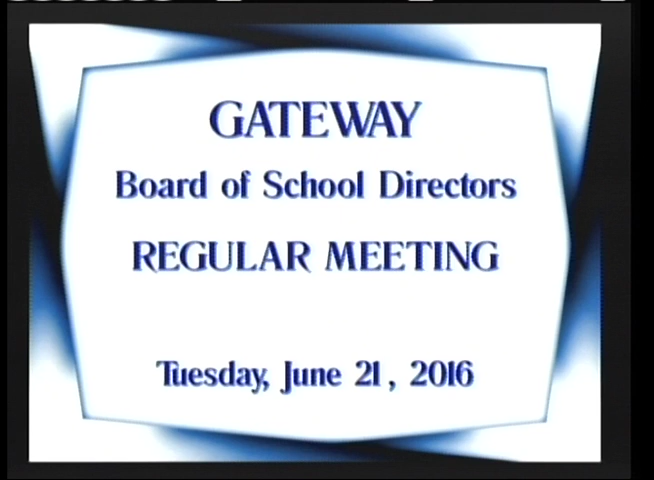 GATEWAY
Board of School Directors
REGULAR MEETING
Tuesday, June 21, 2016